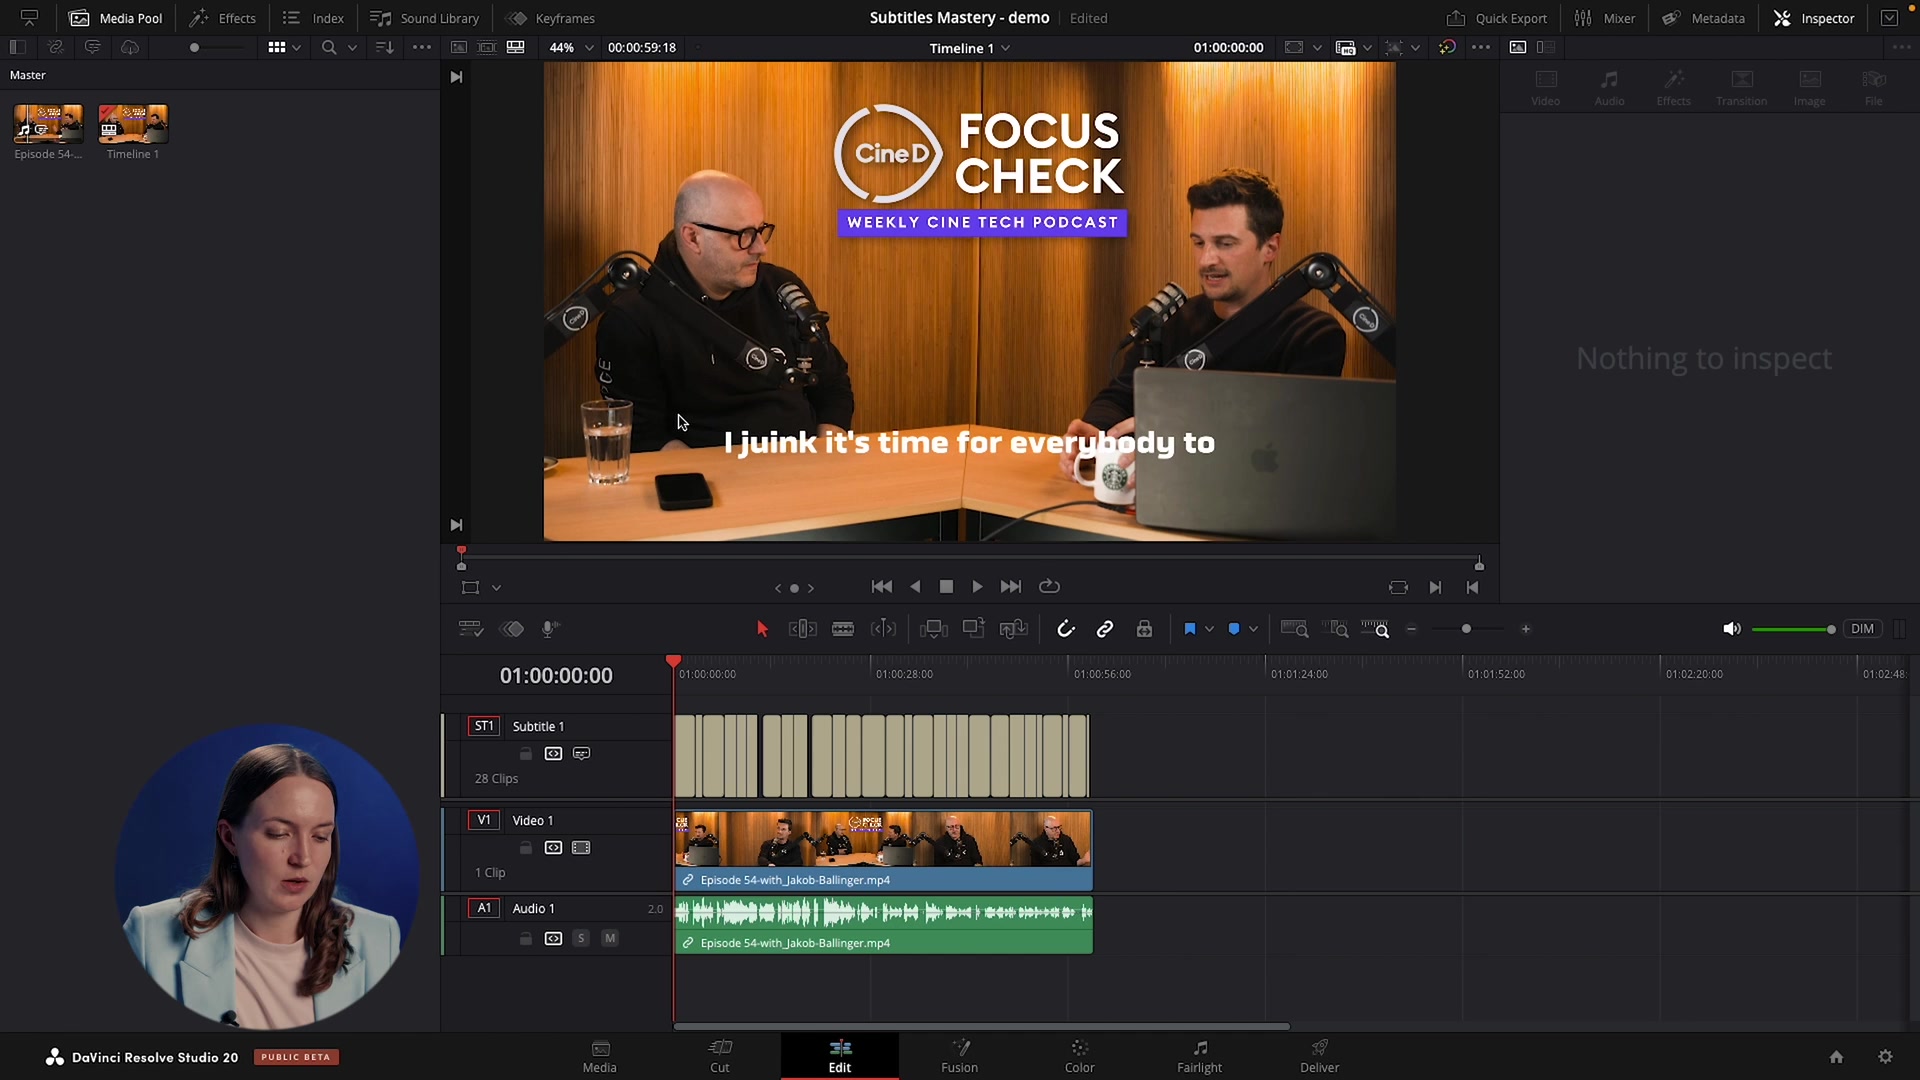 Media Pool
Effects
Index
Sound Library
Keyframes
Subtitles Mastery - demo
Edited
Quick Export
Mixer
Metadata
Inspector
44%
00:00:59:18
Timeline 1
01:00:00:00
Master
Episode 54-...
Timeline 1
Video
Audio
Effects
Transition
Image
File
Nothing to inspect
CineD
FOCUS
CHECK
WEEKLY CINE TECH PODCAST
I juink it's time for everybody to
DIM
01:00:00:00
01:00:00:00
01:00:28:00
01:00:56:00
01:01:24:00
01:01:52:00
01:02:20:00
01:02:48:
ST1
Subtitle 1
28 Clips
V1
Video 1
1 Clip
Episode 54-with_Jakob-Ballinger.mp4
A1
Audio 1
2.0
S
M
Episode 54-with_Jakob-Ballinger.mp4
DaVinci Resolve Studio 20
PUBLIC BETA
Media
Cut
Edit
Fusion
Color
Fairlight
Deliver